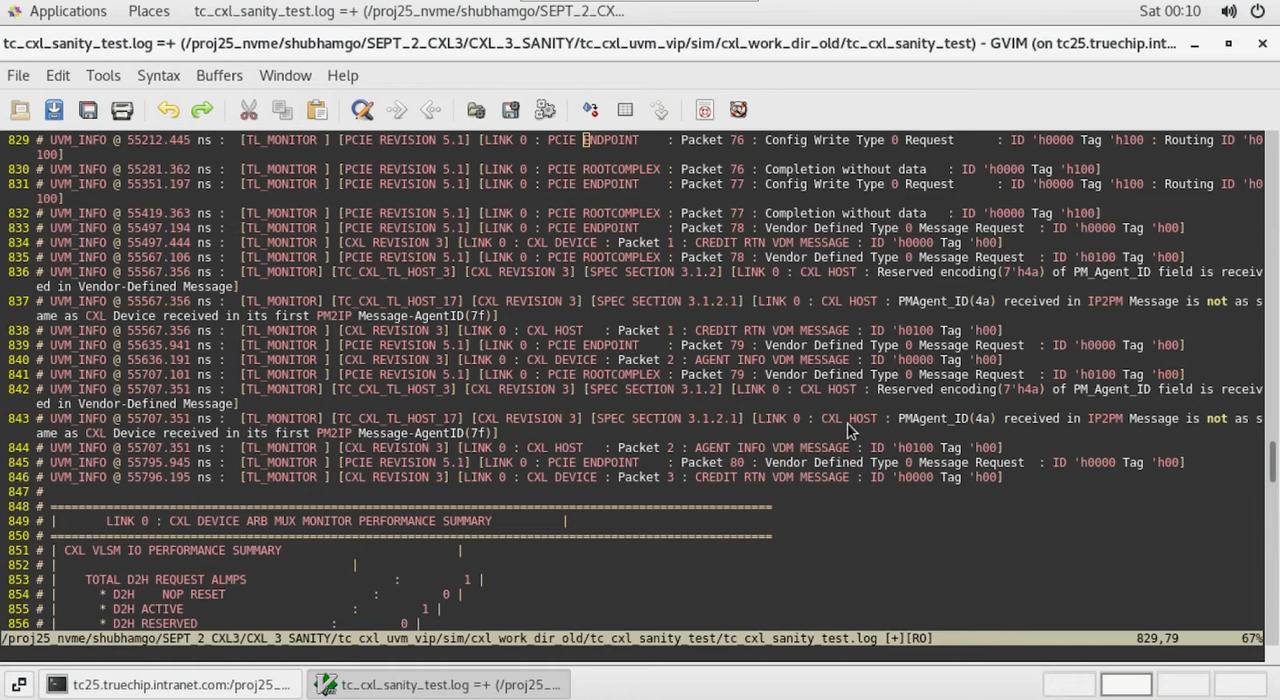 Applications Places tc_cxl_sanity_test.log =+ (/proj25_nvme/shubhamgo/SEPT_2_CX... Sat 00:10
tc_cxl_sanity_test.log =+ (/proj25_nvme/shubhamgo/SEPT_2_CXL3/CXL_3_SANITY/tc_cxl_uvm_vip/sim/cxl_work_dir_old/tc_cxl_sanity_test) - GVIM (on tc25.truechip.int...
File Edit Tools Syntax Buffers Window Help
829 # UVM_INFO @ 55212.445 ns : [TL_MONITOR ] [PCIE REVISION 5.1] [LINK 0 : PCIE ENDPOINT : Packet 76 : Config Write Type 0 Request : ID 'h0000 Tag 'h100 : Routing ID 'h0
100]
830 # UVM_INFO @ 55281.362 ns : [TL_MONITOR ] [PCIE REVISION 5.1] [LINK 0 : PCIE ROOTCOMPLEX : Packet 76 : Completion without data : ID 'h0000 Tag 'h100]
831 # UVM_INFO @ 55351.197 ns : [TL_MONITOR ] [PCIE REVISION 5.1] [LINK 0 : PCIE ENDPOINT : Packet 77 : Config Write Type 0 Request : ID 'h0000 Tag 'h100 : Routing ID 'h0
100]
832 # UVM_INFO @ 55419.363 ns : [TL_MONITOR ] [PCIE REVISION 5.1] [LINK 0 : PCIE ROOTCOMPLEX : Packet 77 : Completion without data : ID 'h0000 Tag 'h100]
833 # UVM_INFO @ 55497.194 ns : [TL_MONITOR ] [PCIE REVISION 5.1] [LINK 0 : PCIE ENDPOINT : Packet 78 : Vendor Defined Type 0 Message Request : ID 'h0000 Tag 'h00]
834 # UVM_INFO @ 55497.444 ns : [TL_MONITOR ] [CXL REVISION 3] [LINK 0 : CXL DEVICE : Packet 1 : CREDIT RTN VDM MESSAGE : ID 'h0000 Tag 'h00]
835 # UVM_INFO @ 55567.106 ns : [TL_MONITOR ] [PCIE REVISION 5.1] [LINK 0 : PCIE ROOTCOMPLEX : Packet 78 : Vendor Defined Type 0 Message Request : ID 'h0000 Tag 'h00]
836 # UVM_INFO @ 55567.356 ns : [TL_MONITOR] [TC_CXL_TL_HOST_3] [CXL REVISION 3] [SPEC SECTION 3.1.2] [LINK 0 : CXL HOST : Reserved encoding(7'h4a) of PM_Agent_ID field is receiv
ed in Vendor-Defined Message]
837 # UVM_INFO @ 55567.356 ns : [TL_MONITOR] [TC_CXL_TL_HOST_17] [CXL REVISION 3] [SPEC SECTION 3.1.2.1] [LINK 0 : CXL HOST : PMAgent_ID(4a) received in IP2PM Message is not as s
ame as CXL Device received in its first PM2IP Message-AgentID(7f)]
838 # UVM_INFO @ 55567.356 ns : [TL_MONITOR ] [CXL REVISION 3] [LINK 0 : CXL HOST : Packet 1 : CREDIT RTN VDM MESSAGE : ID 'h0100 Tag 'h00]
839 # UVM_INFO @ 55635.941 ns : [TL_MONITOR ] [PCIE REVISION 5.1] [LINK 0 : PCIE ENDPOINT : Packet 79 : Vendor Defined Type 0 Message Request : ID 'h0000 Tag 'h00]
840 # UVM_INFO @ 55636.191 ns : [TL_MONITOR ] [CXL REVISION 3] [LINK 0 : CXL DEVICE : Packet 2 : AGENT INFO VDM MESSAGE : ID 'h0000 Tag 'h00]
841 # UVM_INFO @ 55707.101 ns : [TL_MONITOR ] [PCIE REVISION 5.1] [LINK 0 : PCIE ROOTCOMPLEX : Packet 79 : Vendor Defined Type 0 Message Request : ID 'h0000 Tag 'h00]
842 # UVM_INFO @ 55707.351 ns : [TL_MONITOR] [TC_CXL_TL_HOST_3] [CXL REVISION 3] [SPEC SECTION 3.1.2] [LINK 0 : CXL HOST : Reserved encoding(7'h4a) of PM_Agent_ID field is receiv
ed in Vendor-Defined Message]
843 # UVM_INFO @ 55707.351 ns : [TL_MONITOR] [TC_CXL_TL_HOST_17] [CXL REVISION 3] [SPEC SECTION 3.1.2.1] [LINK 0 : CXL HOST : PMAgent_ID(4a) received in IP2PM Message is not as s
ame as CXL Device received in its first PM2IP Message-AgentID(7f)]
844 # UVM_INFO @ 55707.351 ns : [TL_MONITOR ] [CXL REVISION 3] [LINK 0 : CXL HOST : Packet 2 : AGENT INFO VDM MESSAGE : ID 'h0100 Tag 'h00]
845 # UVM_INFO @ 55795.945 ns : [TL_MONITOR ] [PCIE REVISION 5.1] [LINK 0 : PCIE ENDPOINT : Packet 80 : Vendor Defined Type 0 Message Request : ID 'h0000 Tag 'h00]
846 # UVM_INFO @ 55796.195 ns : [TL_MONITOR ] [CXL REVISION 3] [LINK 0 : CXL DEVICE : Packet 3 : CREDIT RTN VDM MESSAGE : ID 'h0000 Tag 'h00]
847 #
848 # =======================================================================================================
849 # | LINK 0 : CXL DEVICE ARB MUX MONITOR PERFORMANCE SUMMARY |
850 # =======================================================================================================
851 # | CXL VLSM IO PERFORMANCE SUMMARY |
852 # | |
853 # | TOTAL D2H REQUEST ALMPS : 1 |
854 # | * D2H NOP RESET : 0 |
855 # | * D2H ACTIVE : 1 |
856 # | * D2H RESERVED : 0 |
/proj25_nvme/shubhamgo/SEPT_2_CXL3/CXL_3_SANITY/tc_cxl_uvm_vip/sim/cxl_work_dir_old/tc_cxl_sanity_test/tc_cxl_sanity_test.log [+][RO] 829,79 67%
tc25.truechip.intranet.com:/proj25_... tc_cxl_sanity_test.log =+ (/proj25_...